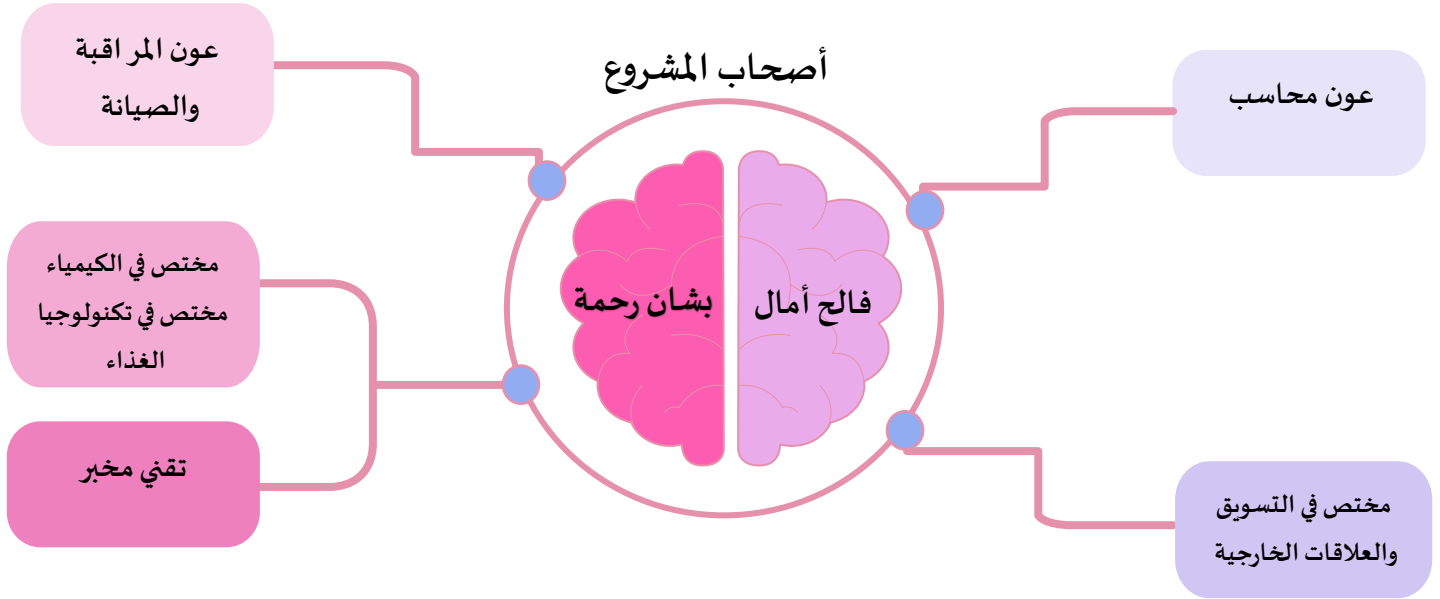 أصحاب المشروع
فالح أمال
بشان رحمة
عون محاسب
مختص في التسويق
والعلاقات الخارجية
عون المراقبة
والصيانة
مختص في الكيمياء
مختص في تكنولوجيا
الغذاء
تقني مخبر